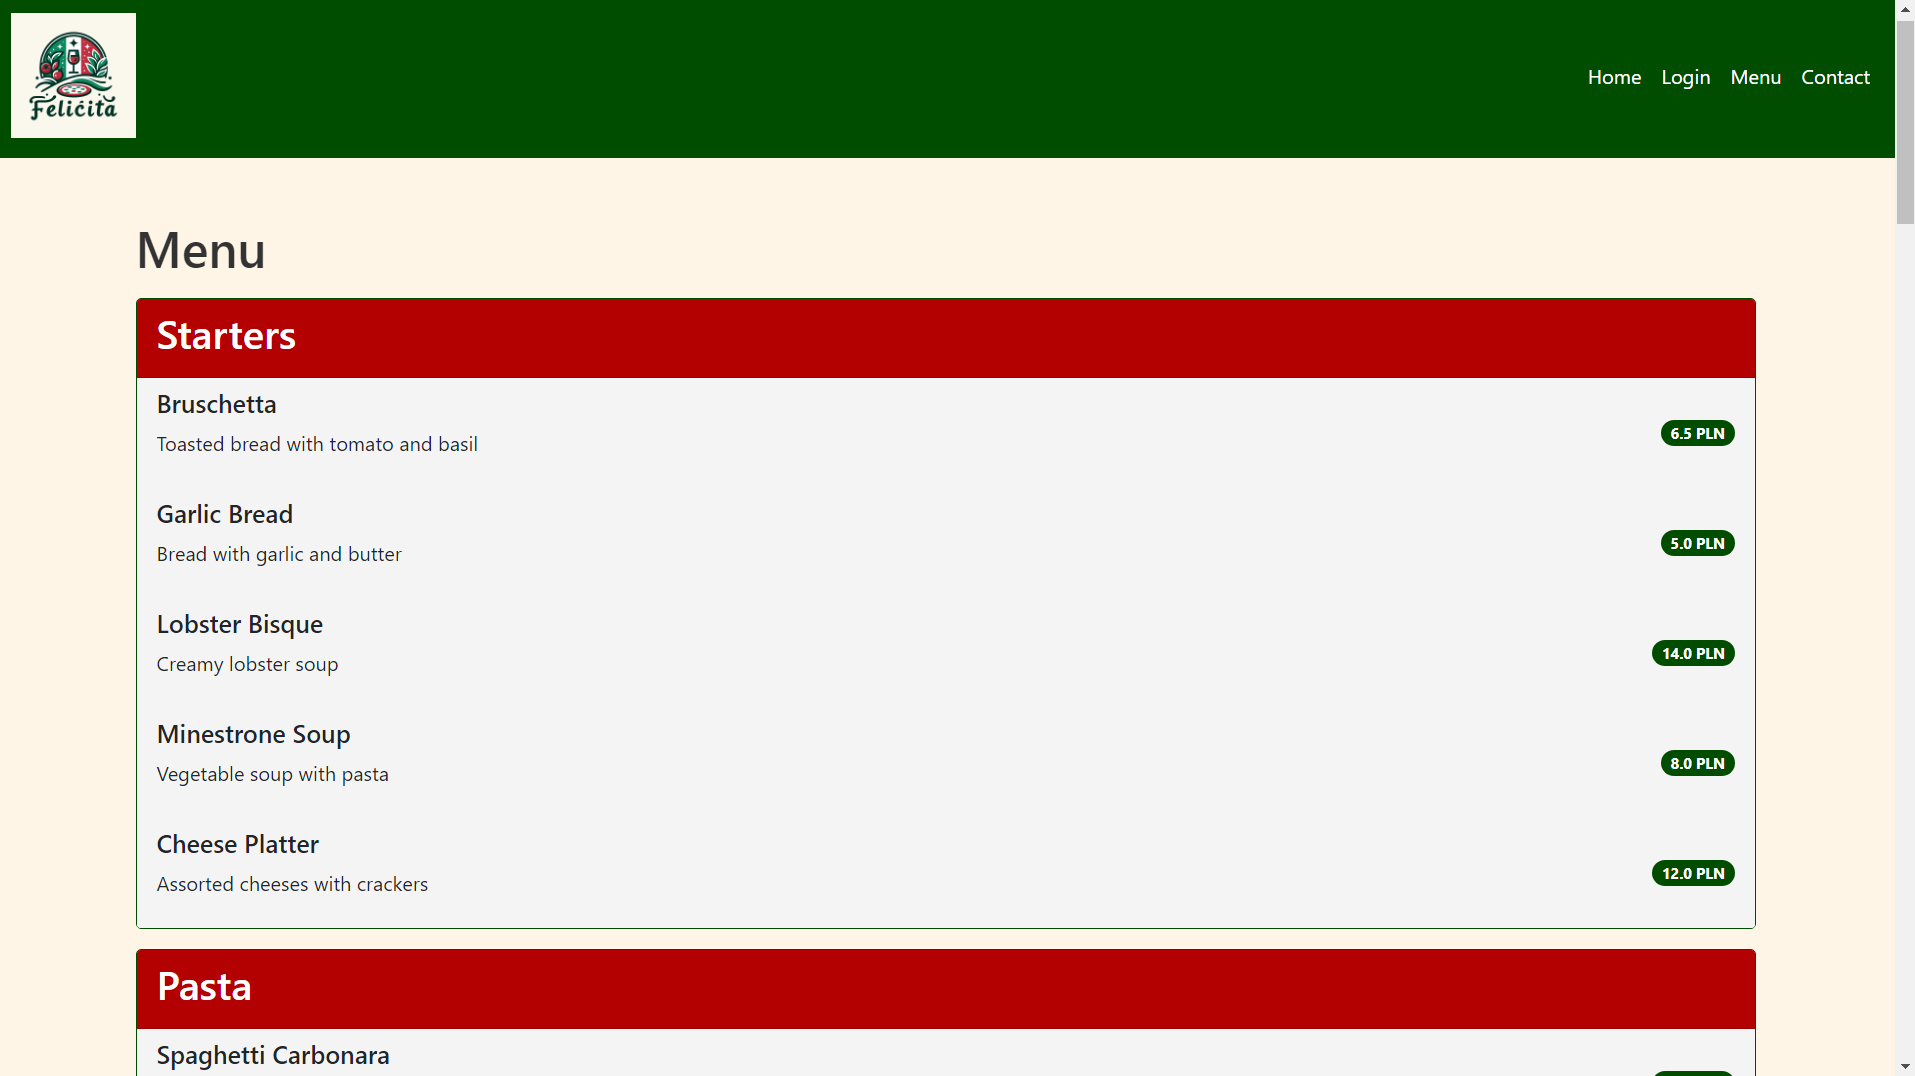 Feliċită
Home Login Menu Contact
Menu
Starters
Bruschetta
Toasted bread with tomato and basil
6.5 PLN
Garlic Bread
Bread with garlic and butter
5.0 PLN
Lobster Bisque
Creamy lobster soup
14.0 PLN
Minestrone Soup
Vegetable soup with pasta
8.0 PLN
Cheese Platter
Assorted cheeses with crackers
12.0 PLN
Pasta
Spaghetti Carbonara